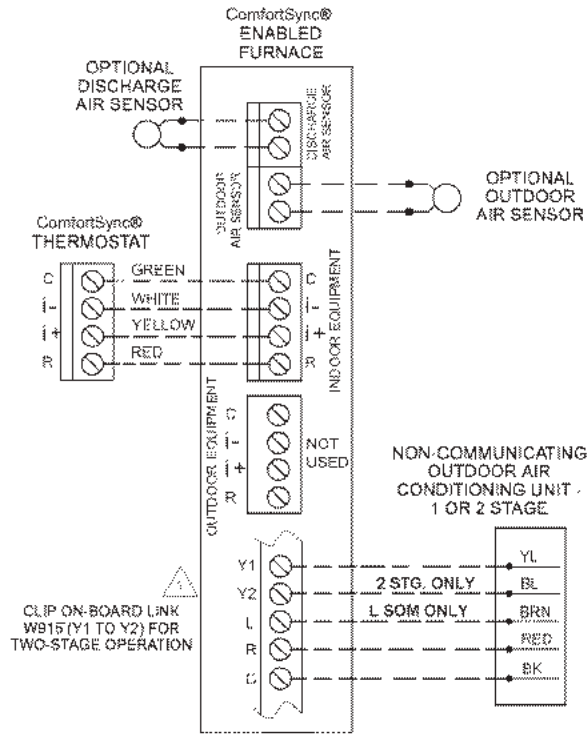 ComfortSync®
ENABLED
FURNACE
OPTIONAL
DISCHARGE
AIR SENSOR
DISCHARGE
AIR SENSOR
OUTDOOR
AIR SENSOR
OPTIONAL
OUTDOOR
AIR SENSOR
ComfortSync®
THERMOSTAT
C
GREEN
C
i-
WHITE
i-
i+
YELLOW
i+
R
RED
R
INDOOR EQUIPMENT
OUTDOOR EQUIPMENT
C
i-
i+
R
NOT
USED
NON-COMMUNICATING
OUTDOOR AIR
CONDITIONING UNIT -
1 OR 2 STAGE
Y1
YL
Y2
2 STG. ONLY
BL
L
L SOM ONLY
BRN
R
RED
C
BK
1
CLIP ON-BOARD LINK
W915 (Y1 TO Y2) FOR
TWO-STAGE OPERATION